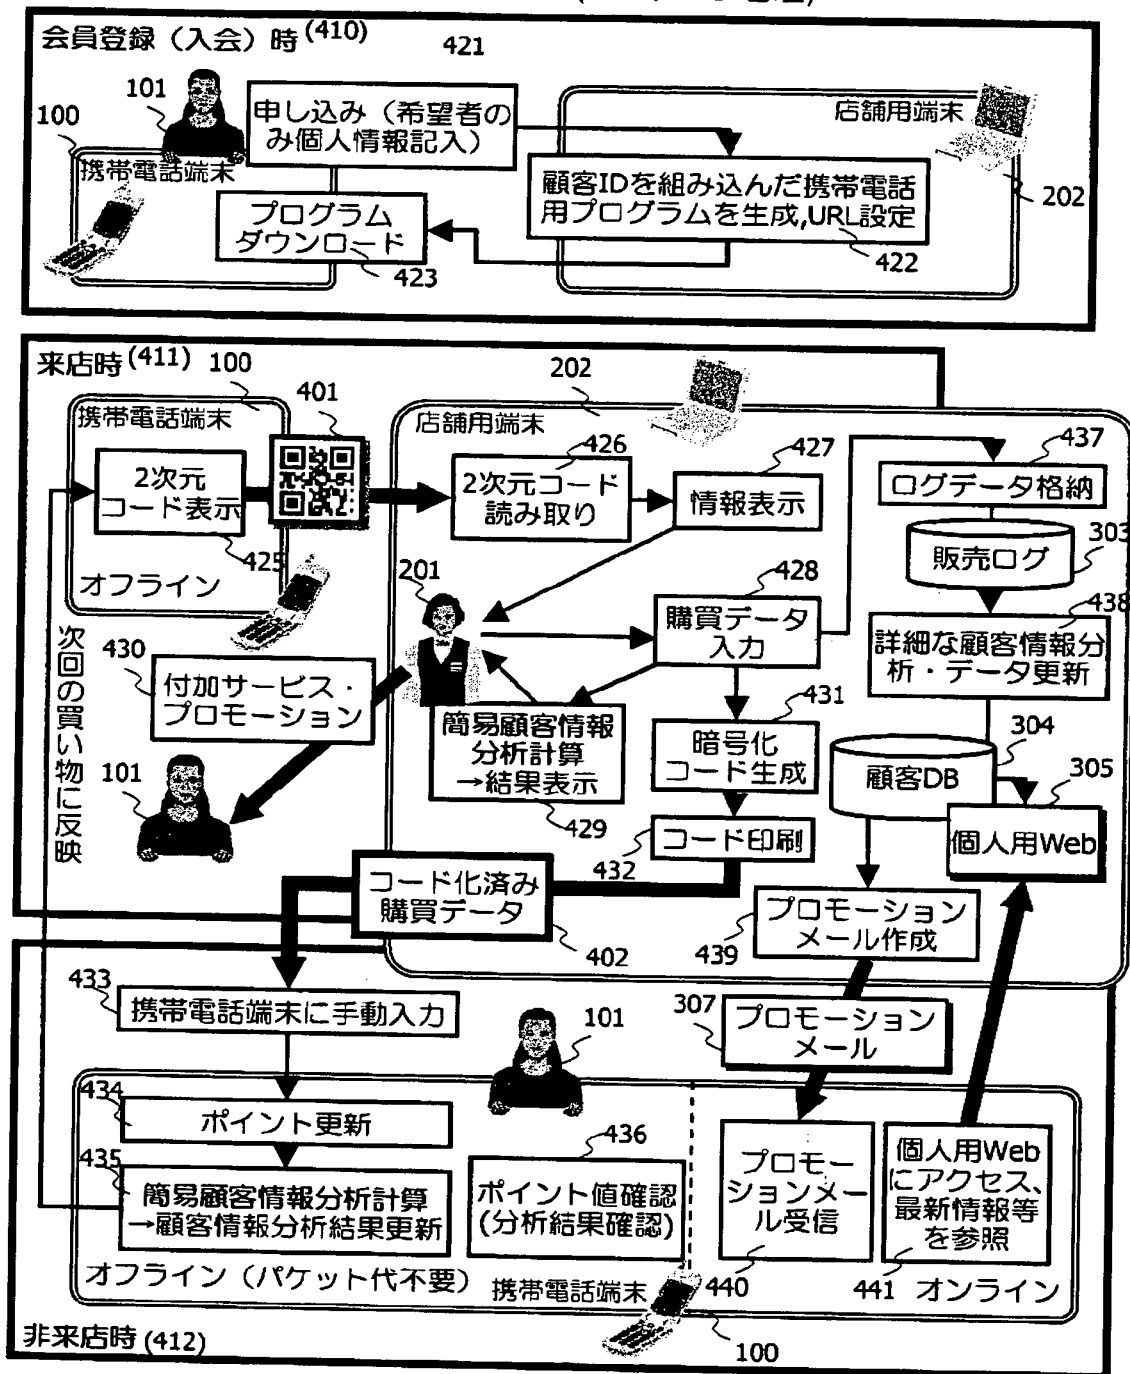 会員登録（入会）時(410)
421
101
100
申し込み（希望者の
み個人情報記入）
店舗用端末
携帯電話端末
顧客IDを組み込んだ携帯電話
用プログラムを生成,URL設定
202
プログラム
ダウンロード
423
422
来店時(411)
100
401
202
携帯電話端末
店舗用端末
426
427
437
2次元
コード表示
2次元コード
読み取り
情報表示
ログデータ格納
425
303
オフライン
201
428
販売ログ
438
430
購買データ
入力
詳細な顧客情報分
析・データ更新
付加サービス・
プロモーション
431
次回の買い物に反映
簡易顧客情報
分析計算
→結果表示
暗号化
コード生成
304
顧客DB
305
101
429
432
コード印刷
個人用Web
コード化済み
購買データ
プロモーション
メール作成
402
439
433
携帯電話端末に手動入力
101
307
プロモーション
メール
434
ポイント更新
436
435
簡易顧客情報分析計算
→顧客情報分析結果更新
ポイント値確認
(分析結果確認)
プロモー
ションメー
ル受信
個人用Web
にアクセス、
最新情報等
を参照
オフライン（パケット代不要）
携帯電話端末
440
441
オンライン
非来店時(412)
100